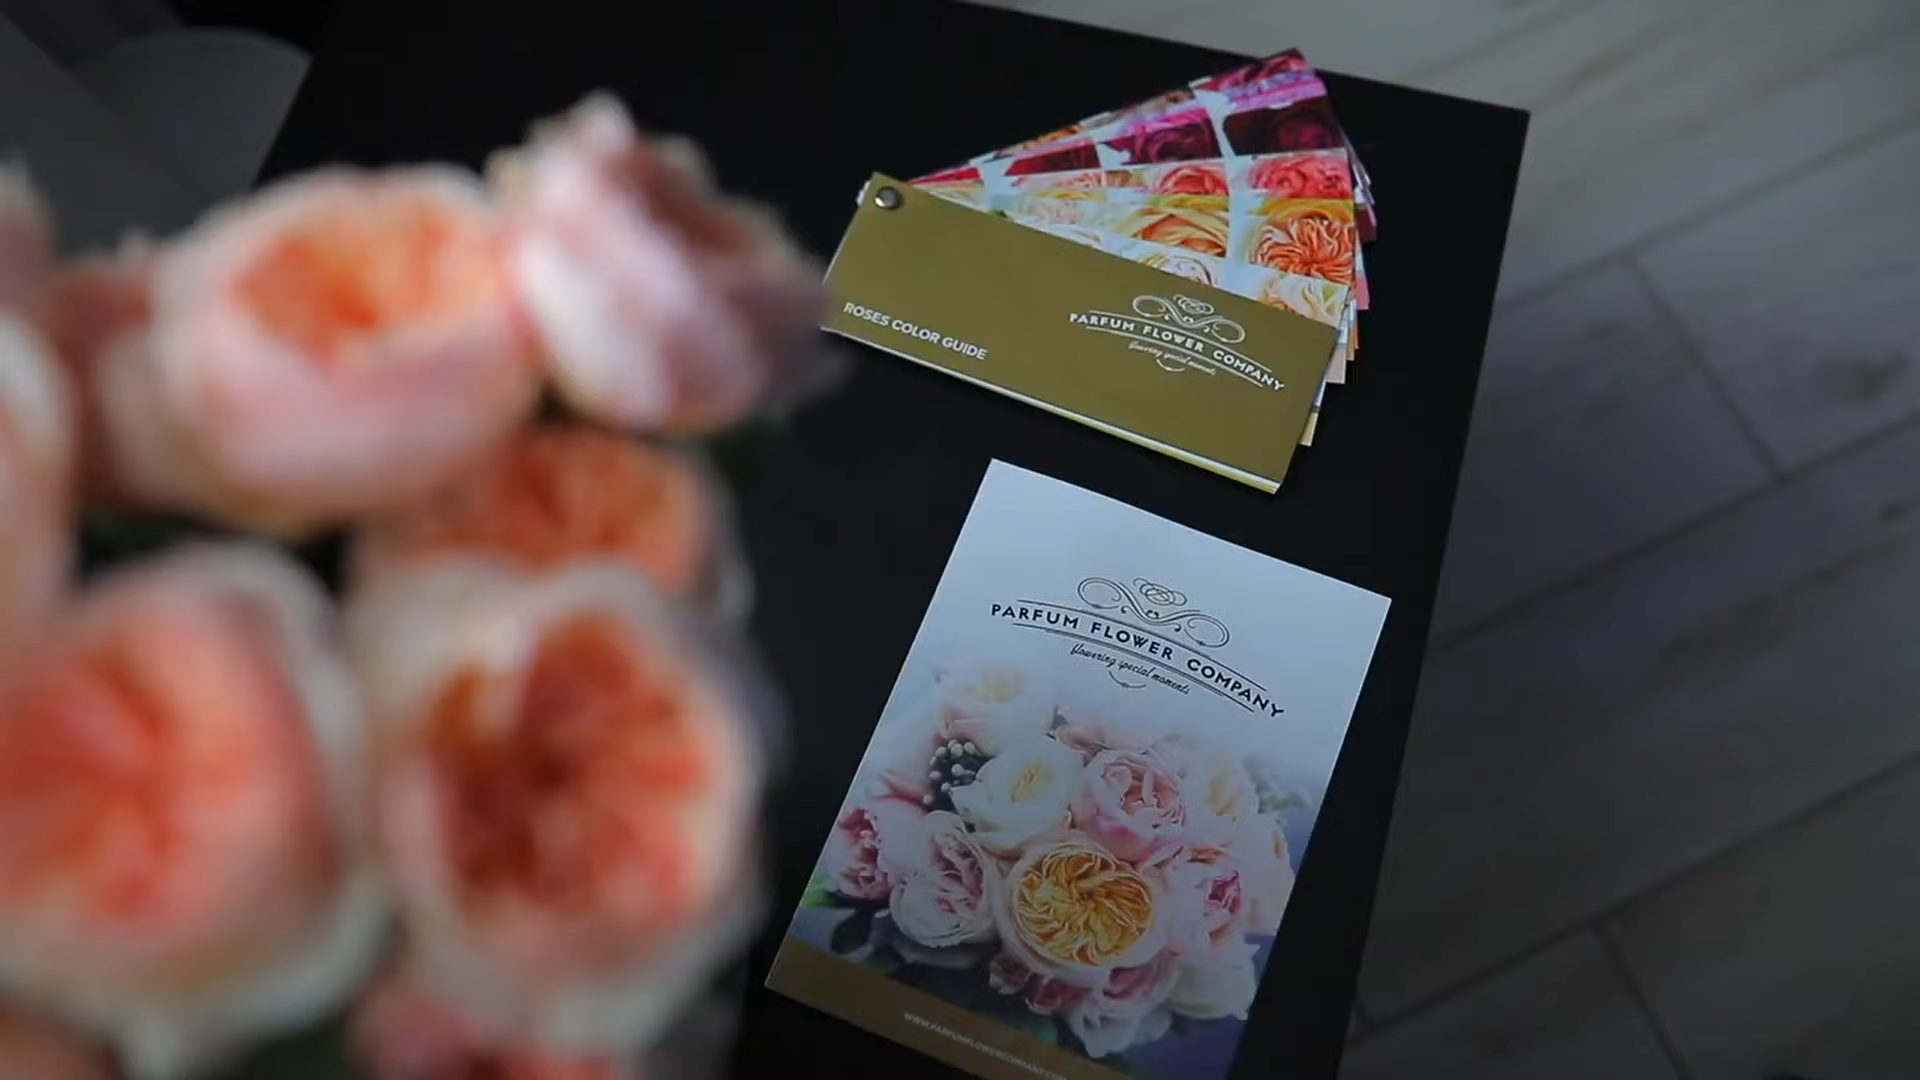 ROSES COLOR GUIDE
PARFUM FLOWER COMPANY
flowering special moments
PARFUM FLOWER COMPANY
flowering special moments
WWW.PARFUMFLOWERCOMPANY.COM